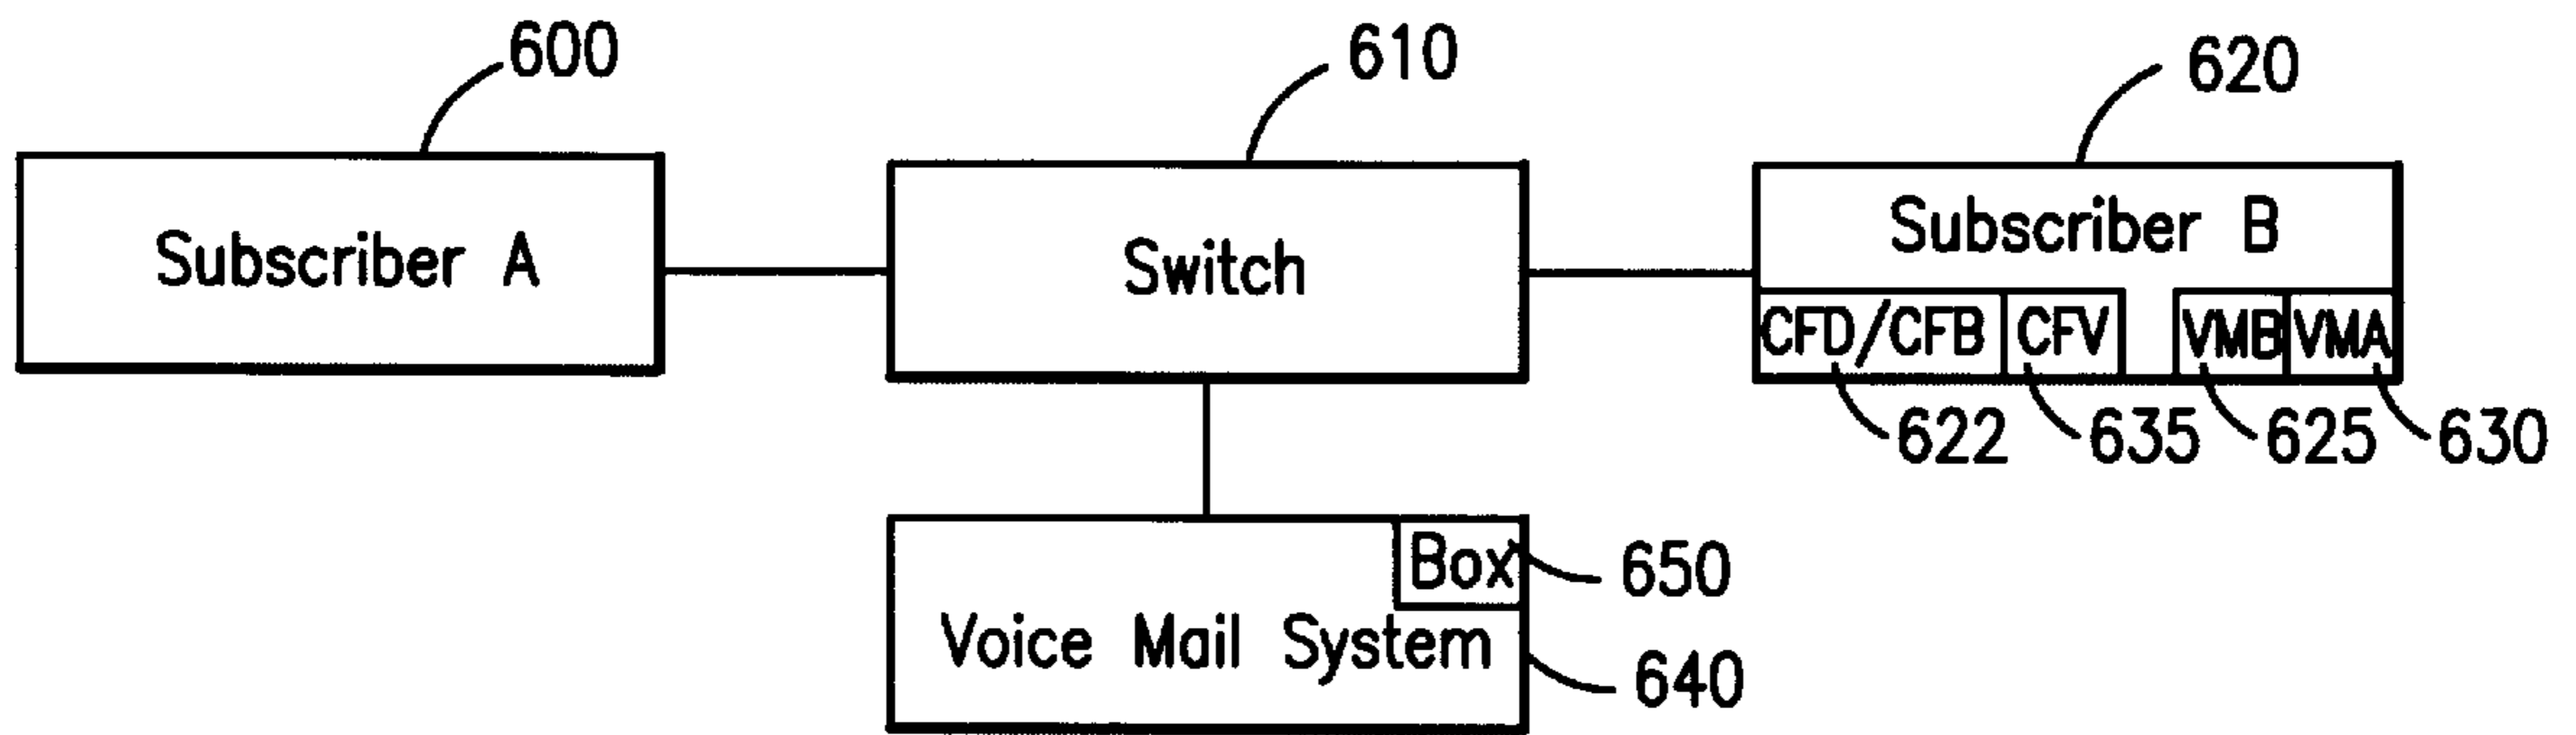 600
610
620
Subscriber A
Switch
Subscriber B
CFD/CFB CFV VMB VMA
622 635 625 630
Box
650
Voice Mail System
640